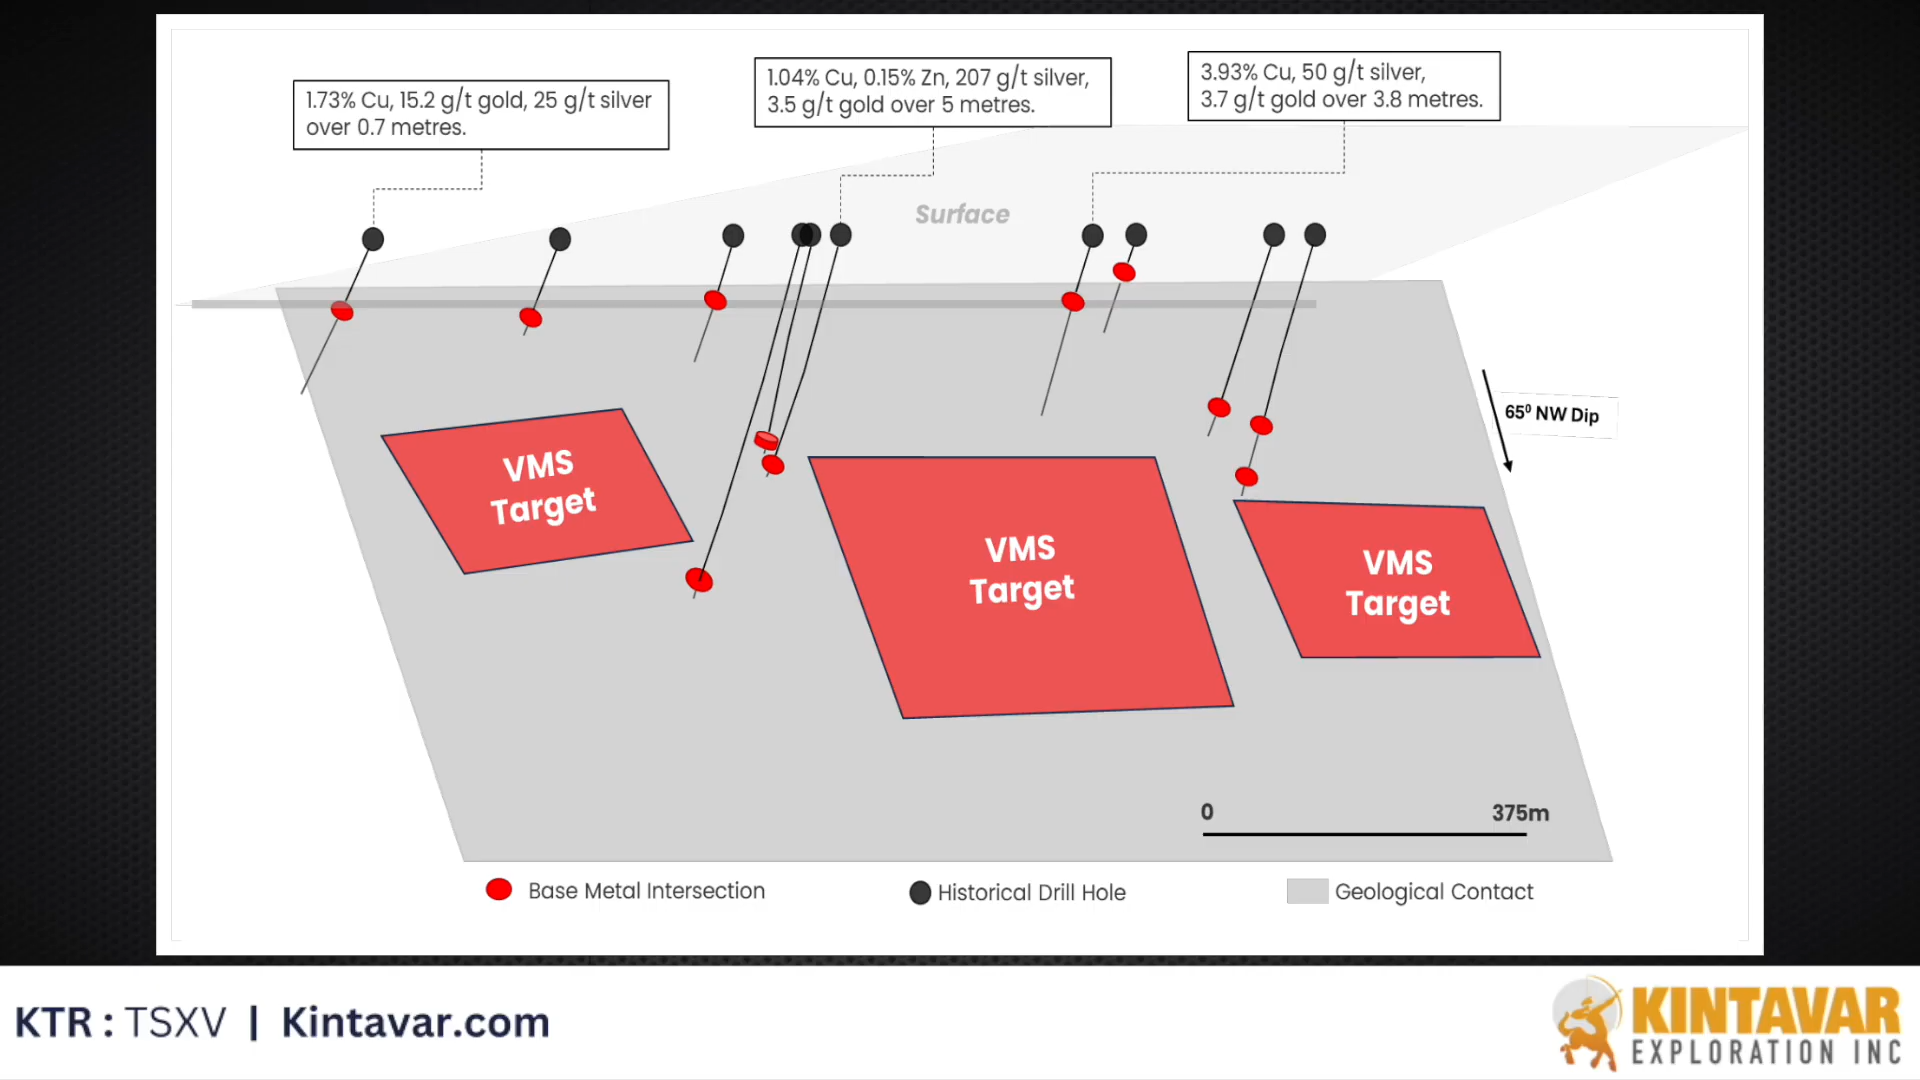 1.73% Cu, 15.2 g/t gold, 25 g/t silver
over 0.7 metres.
1.04% Cu, 0.15% Zn, 207 g/t silver,
3.5 g/t gold over 5 metres.
3.93% Cu, 50 g/t silver,
3.7 g/t gold over 3.8 metres.
Surface
65⁰ NW Dip
VMS
Target
VMS
Target
VMS
Target
0
375m
Base Metal Intersection
Historical Drill Hole
Geological Contact
KTR : TSXV | Kintavar.com
KINTAVAR
EXPLORATION INC